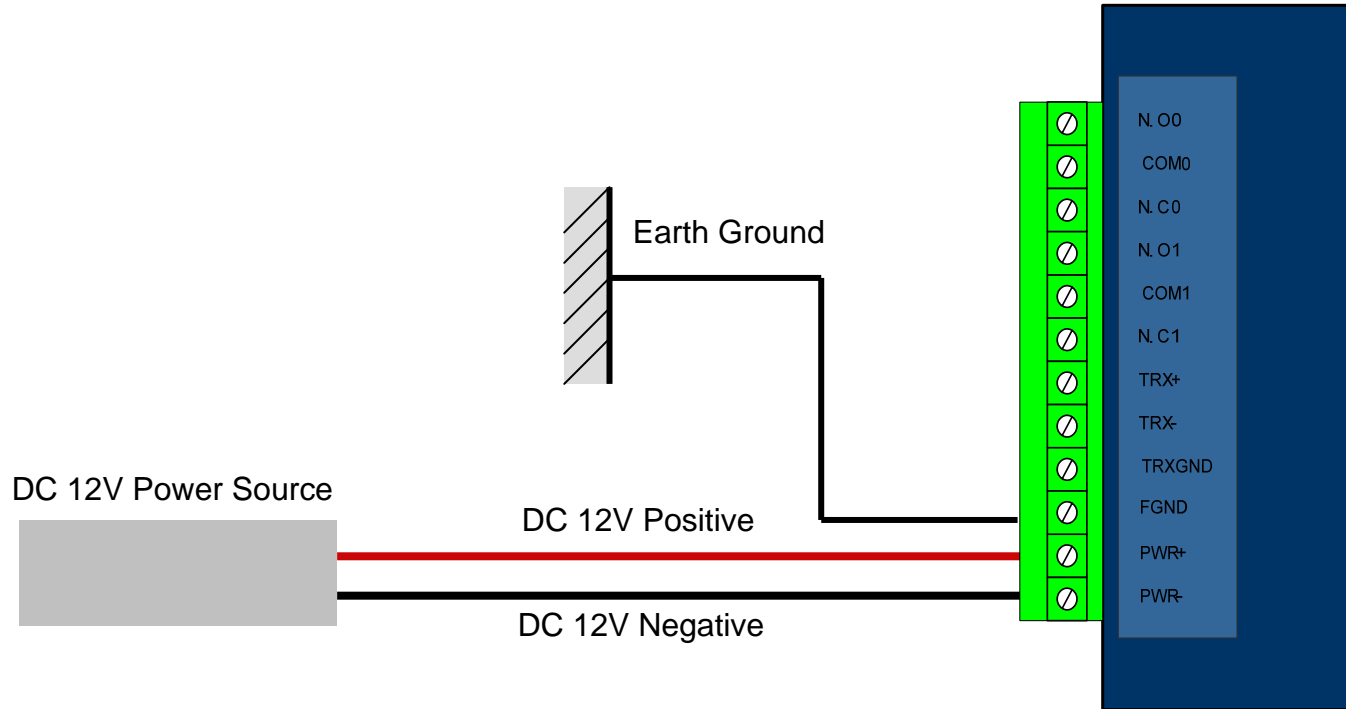 N.O0
COM0
N.C0
Earth Ground
N.O1
COM1
N.C1
TRX+
TRX-
TRXGND
DC 12V Power Source
FGND
DC 12V Positive
PWR+
PWR-
DC 12V Negative